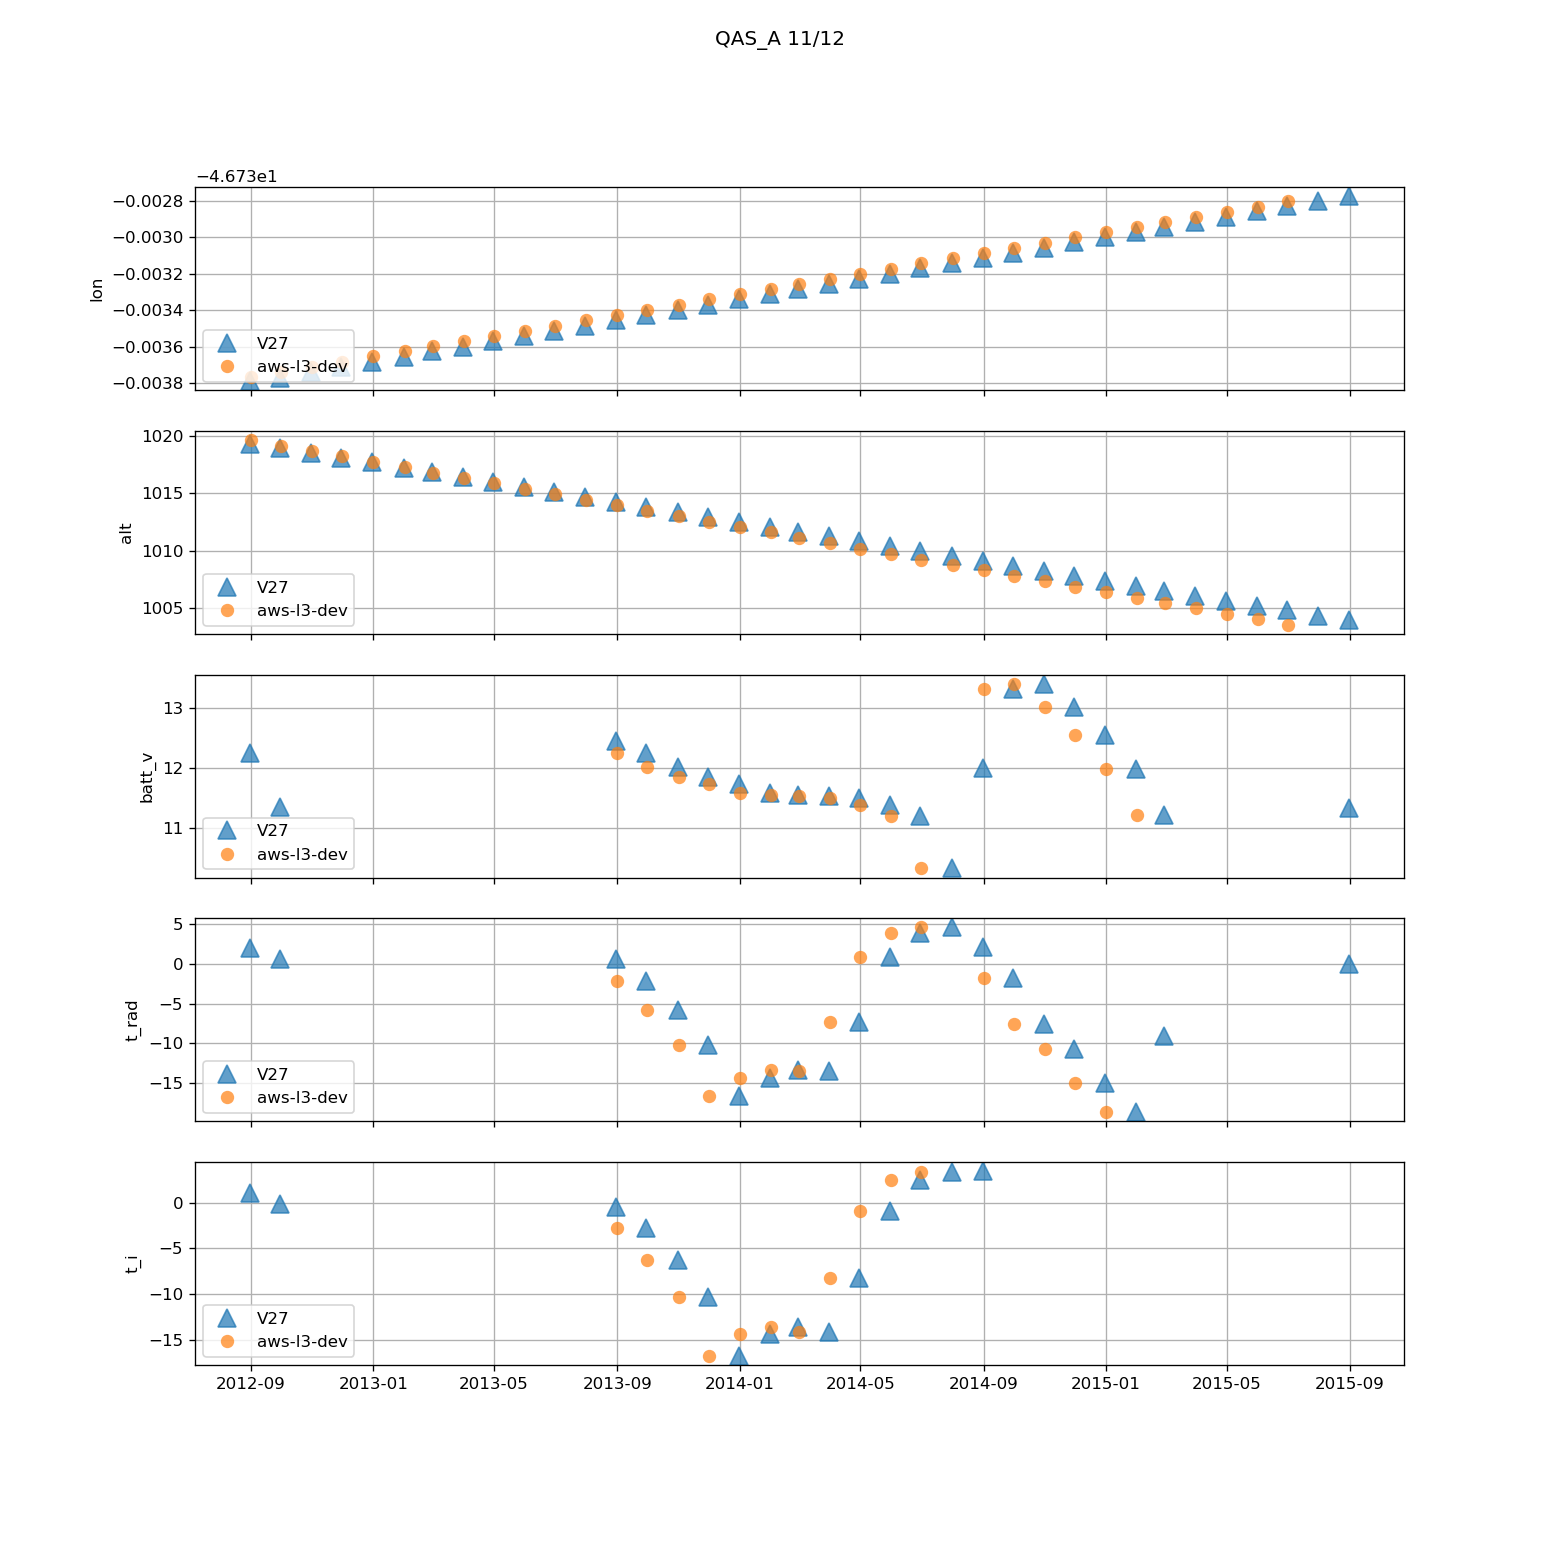 QAS_A 11/12
−4.673e1
−0.0028
−0.0030
−0.0032
−0.0034
−0.0036
−0.0038
lon
V27
aws-l3-dev
1020
1015
1010
1005
alt
V27
aws-l3-dev
13
12
11
batt_v
V27
aws-l3-dev
5
0
−5
−10
−15
t_rad
V27
aws-l3-dev
0
−5
−10
−15
t_i
V27
aws-l3-dev
2012-09 2013-01 2013-05 2013-09 2014-01 2014-05 2014-09 2015-01 2015-05 2015-09